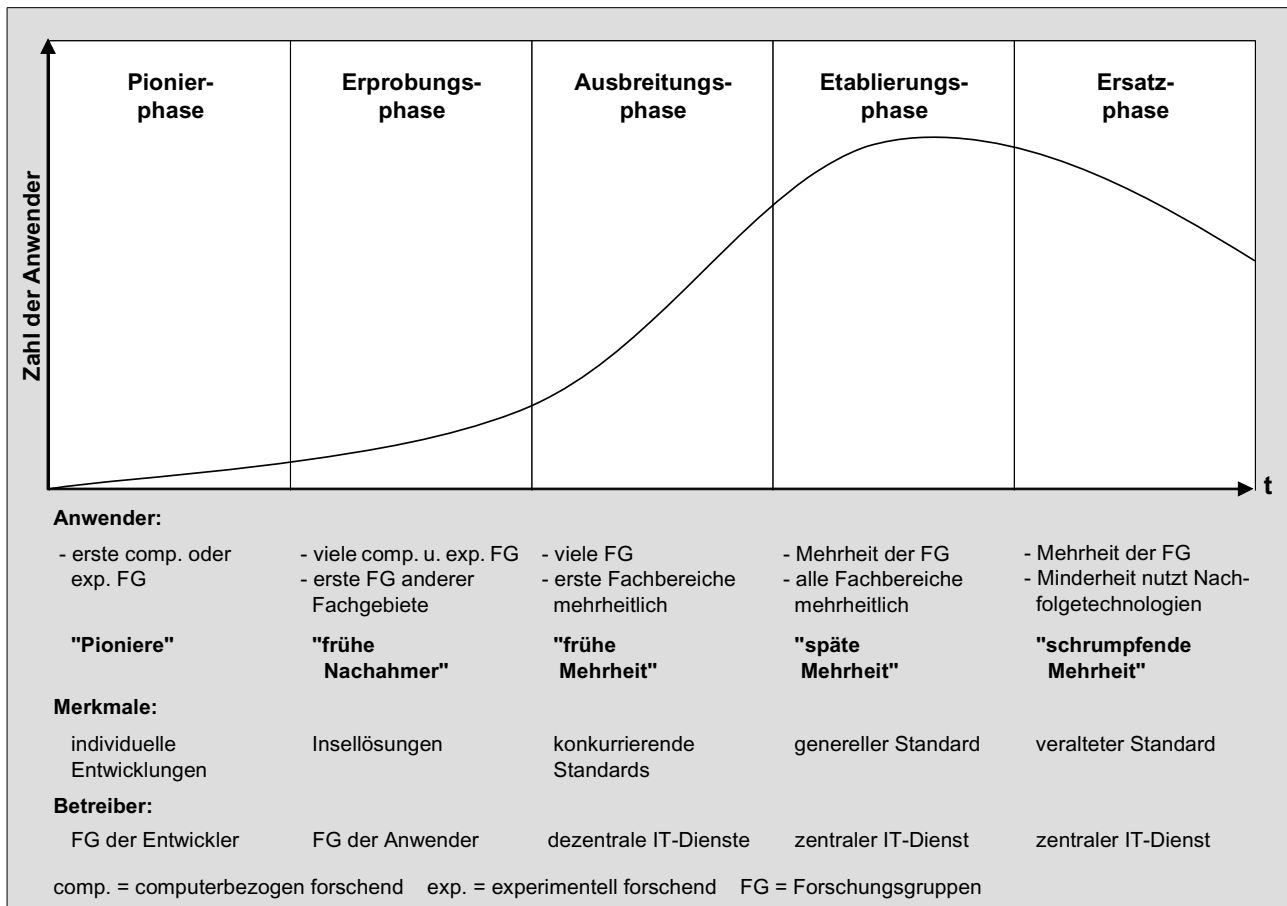 Pionier-
phase
Erprobungs-
phase
Ausbreitungs-
phase
Etablierungs-
phase
Ersatz-
phase
Zahl der Anwender
t
Anwender:
- erste comp. oder
exp. FG
- viele comp. u. exp. FG
- erste FG anderer
Fachgebiete
- viele FG
- erste Fachbereiche
mehrheitlich
- Mehrheit der FG
- alle Fachbereiche
mehrheitlich
- Mehrheit der FG
- Minderheit nutzt Nach-
folgetechnologien
"Pioniere"
"frühe
Nachahmer"
"frühe
Mehrheit"
"späte
Mehrheit"
"schrumpfende
Mehrheit"
Merkmale:
individuelle
Entwicklungen
Insellösungen
konkurrierende
Standards
genereller Standard
veralteter Standard
Betreiber:
FG der Entwickler
FG der Anwender
dezentrale IT-Dienste
zentraler IT-Dienst
zentraler IT-Dienst
comp. = computerbezogen forschend exp. = experimentell forschend FG = Forschungsgruppen